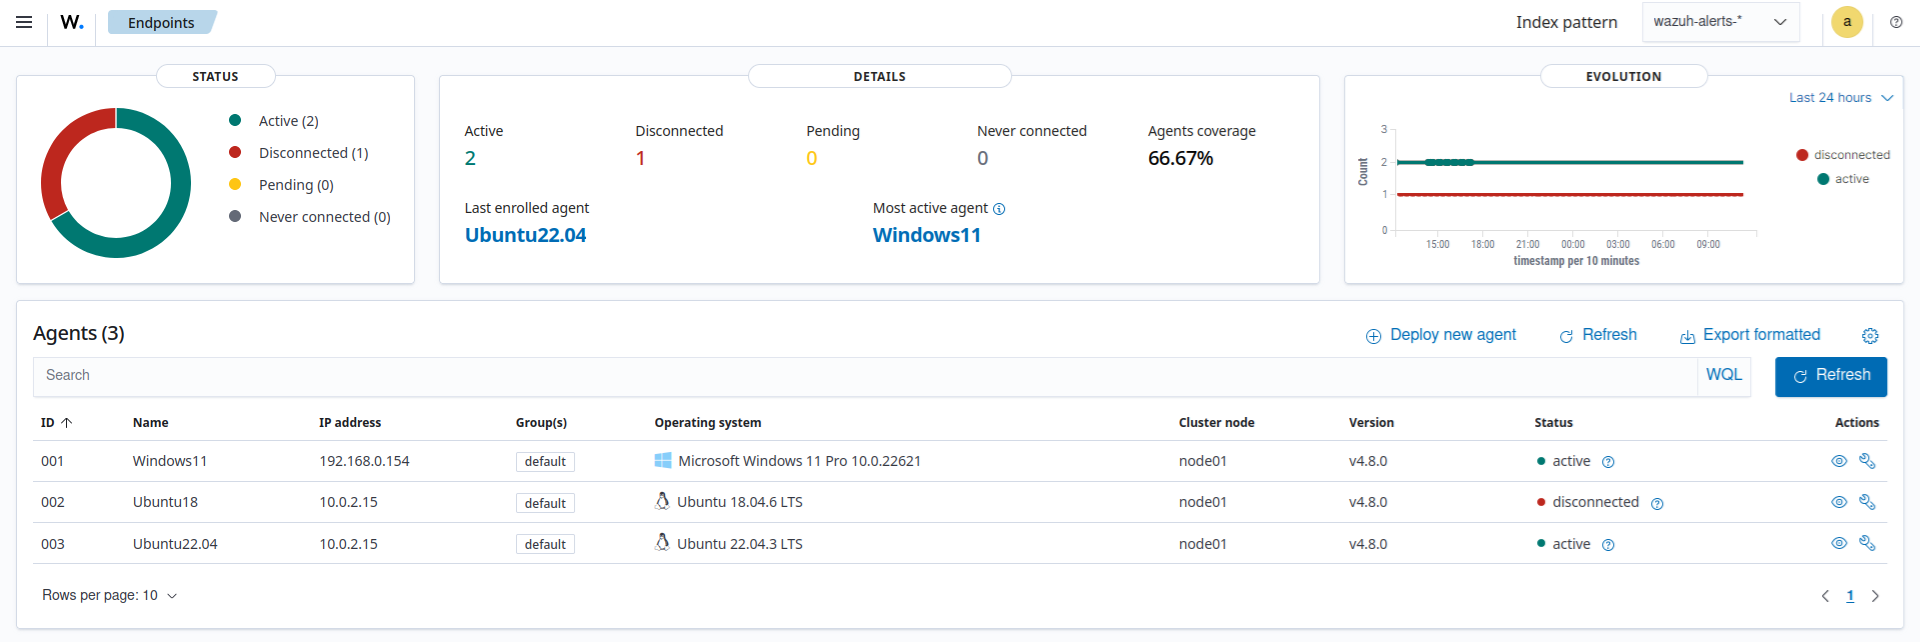 W. Endpoints Index pattern wazuh-alerts-* a
STATUS
Active (2)
Disconnected (1)
Pending (0)
Never connected (0)
DETAILS
Active Disconnected Pending Never connected Agents coverage
2 1 0 0 66.67%
Last enrolled agent Most active agent
Ubuntu22.04 Windows11
EVOLUTION
Last 24 hours
3
2
1
0
Count
15:00 18:00 21:00 00:00 03:00 06:00 09:00
timestamp per 10 minutes
disconnected
active
Agents (3) Deploy new agent Refresh Export formatted
Search WQL Refresh
ID Name IP address Group(s) Operating system Cluster node Version Status Actions
001 Windows11 192.168.0.154 default Microsoft Windows 11 Pro 10.0.22621 node01 v4.8.0 active
002 Ubuntu18 10.0.2.15 default Ubuntu 18.04.6 LTS node01 v4.8.0 disconnected
003 Ubuntu22.04 10.0.2.15 default Ubuntu 22.04.3 LTS node01 v4.8.0 active
Rows per page: 10 1